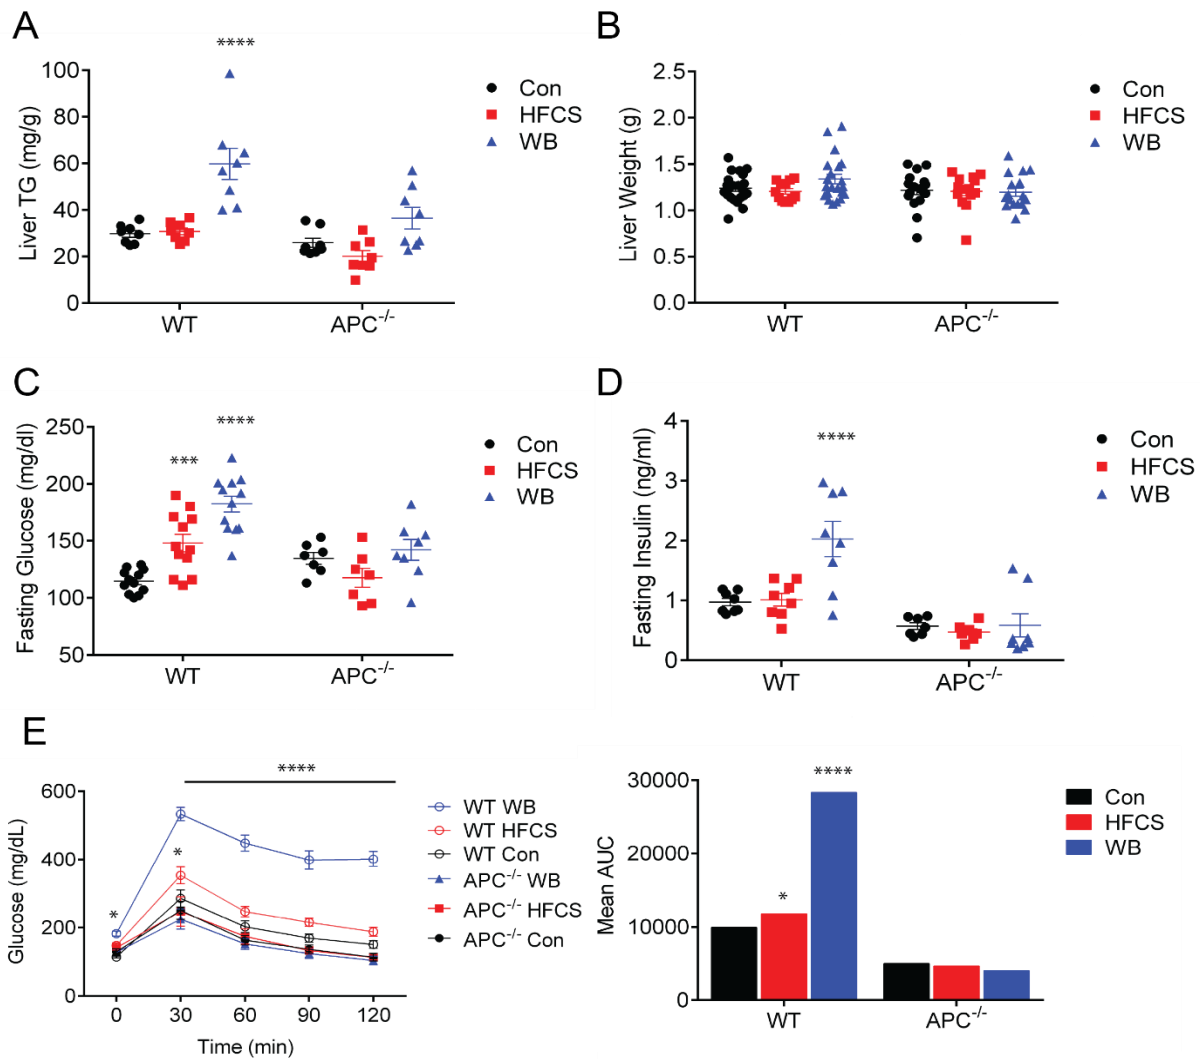 A
****
Liver TG (mg/g)
100
80
60
40
20
0
WT
APC-/-
Con
HFCS
WB
B
Liver Weight (g)
2.5
2.0
1.5
1.0
0.5
0.0
WT
APC-/-
Con
HFCS
WB
C
Fasting Glucose (mg/dl)
250
200
150
100
50
***
****
WT
APC-/-
Con
HFCS
WB
D
Fasting Insulin (ng/ml)
4
3
2
1
0
****
WT
APC-/-
Con
HFCS
WB
E
****
Glucose (mg/dL)
600
400
200
0
*
*
0 30 60 90 120
Time (min)
WT WB
WT HFCS
WT Con
APC-/- WB
APC-/- HFCS
APC-/- Con
Mean AUC
30000
20000
10000
0
*
****
WT
APC-/-
Con
HFCS
WB